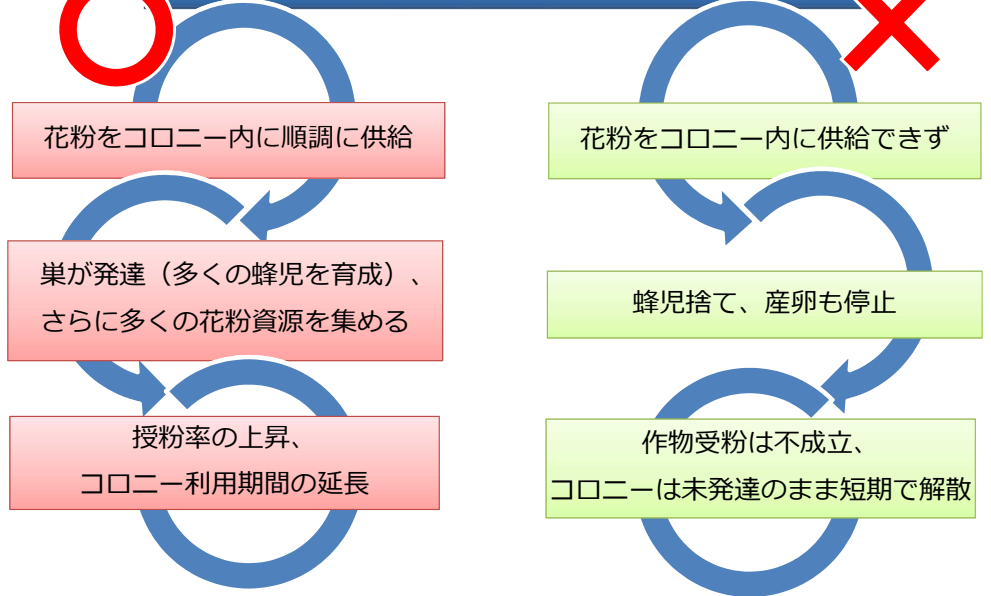 花粉をコロニー内に順調に供給
巣が発達（多くの蜂児を育成）、
さらに多くの花粉資源を集める
授粉率の上昇、
コロニー利用期間の延長
花粉をコロニー内に供給できず
蜂児捨て、産卵も停止
作物受粉は不成立、
コロニーは未発達のまま短期で解散